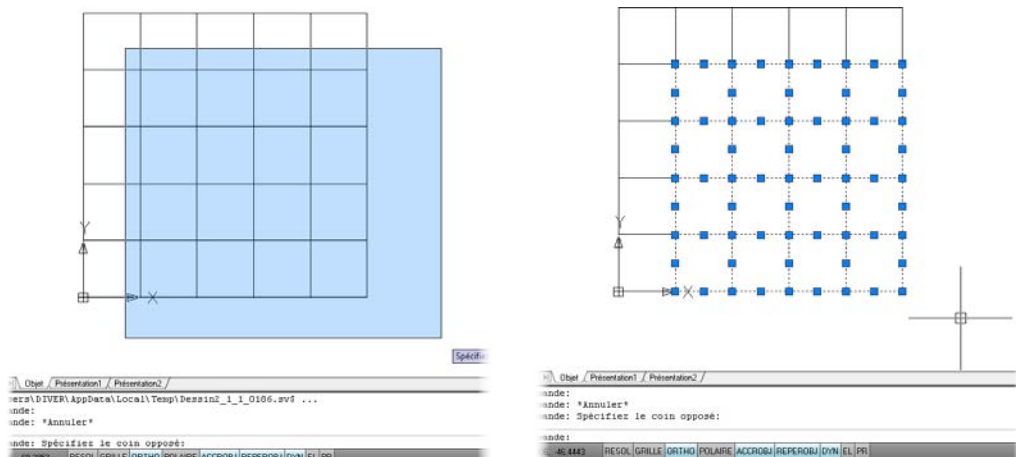 Y
X
Spécifi
Objet / Présentation1 / Présentation2 /
ers\DIVER\AppData\Local\Temp\Dessin2_1_1_0186.sv$ ...
ande:
ande: *Annuler*
ande: Spécifiez le coin opposé:
RESOL GRILLE ORTHO POLAIRE ACCROBJ REPEROBJ DYN EL PR
Y
X
Objet / Présentation1 / Présentation2 /
ande:
ande: *Annuler*
ande: Spécifiez le coin opposé:
ande:
-46.4443 RESOL GRILLE ORTHO POLAIRE ACCROBJ REPEROBJ DYN EL PR